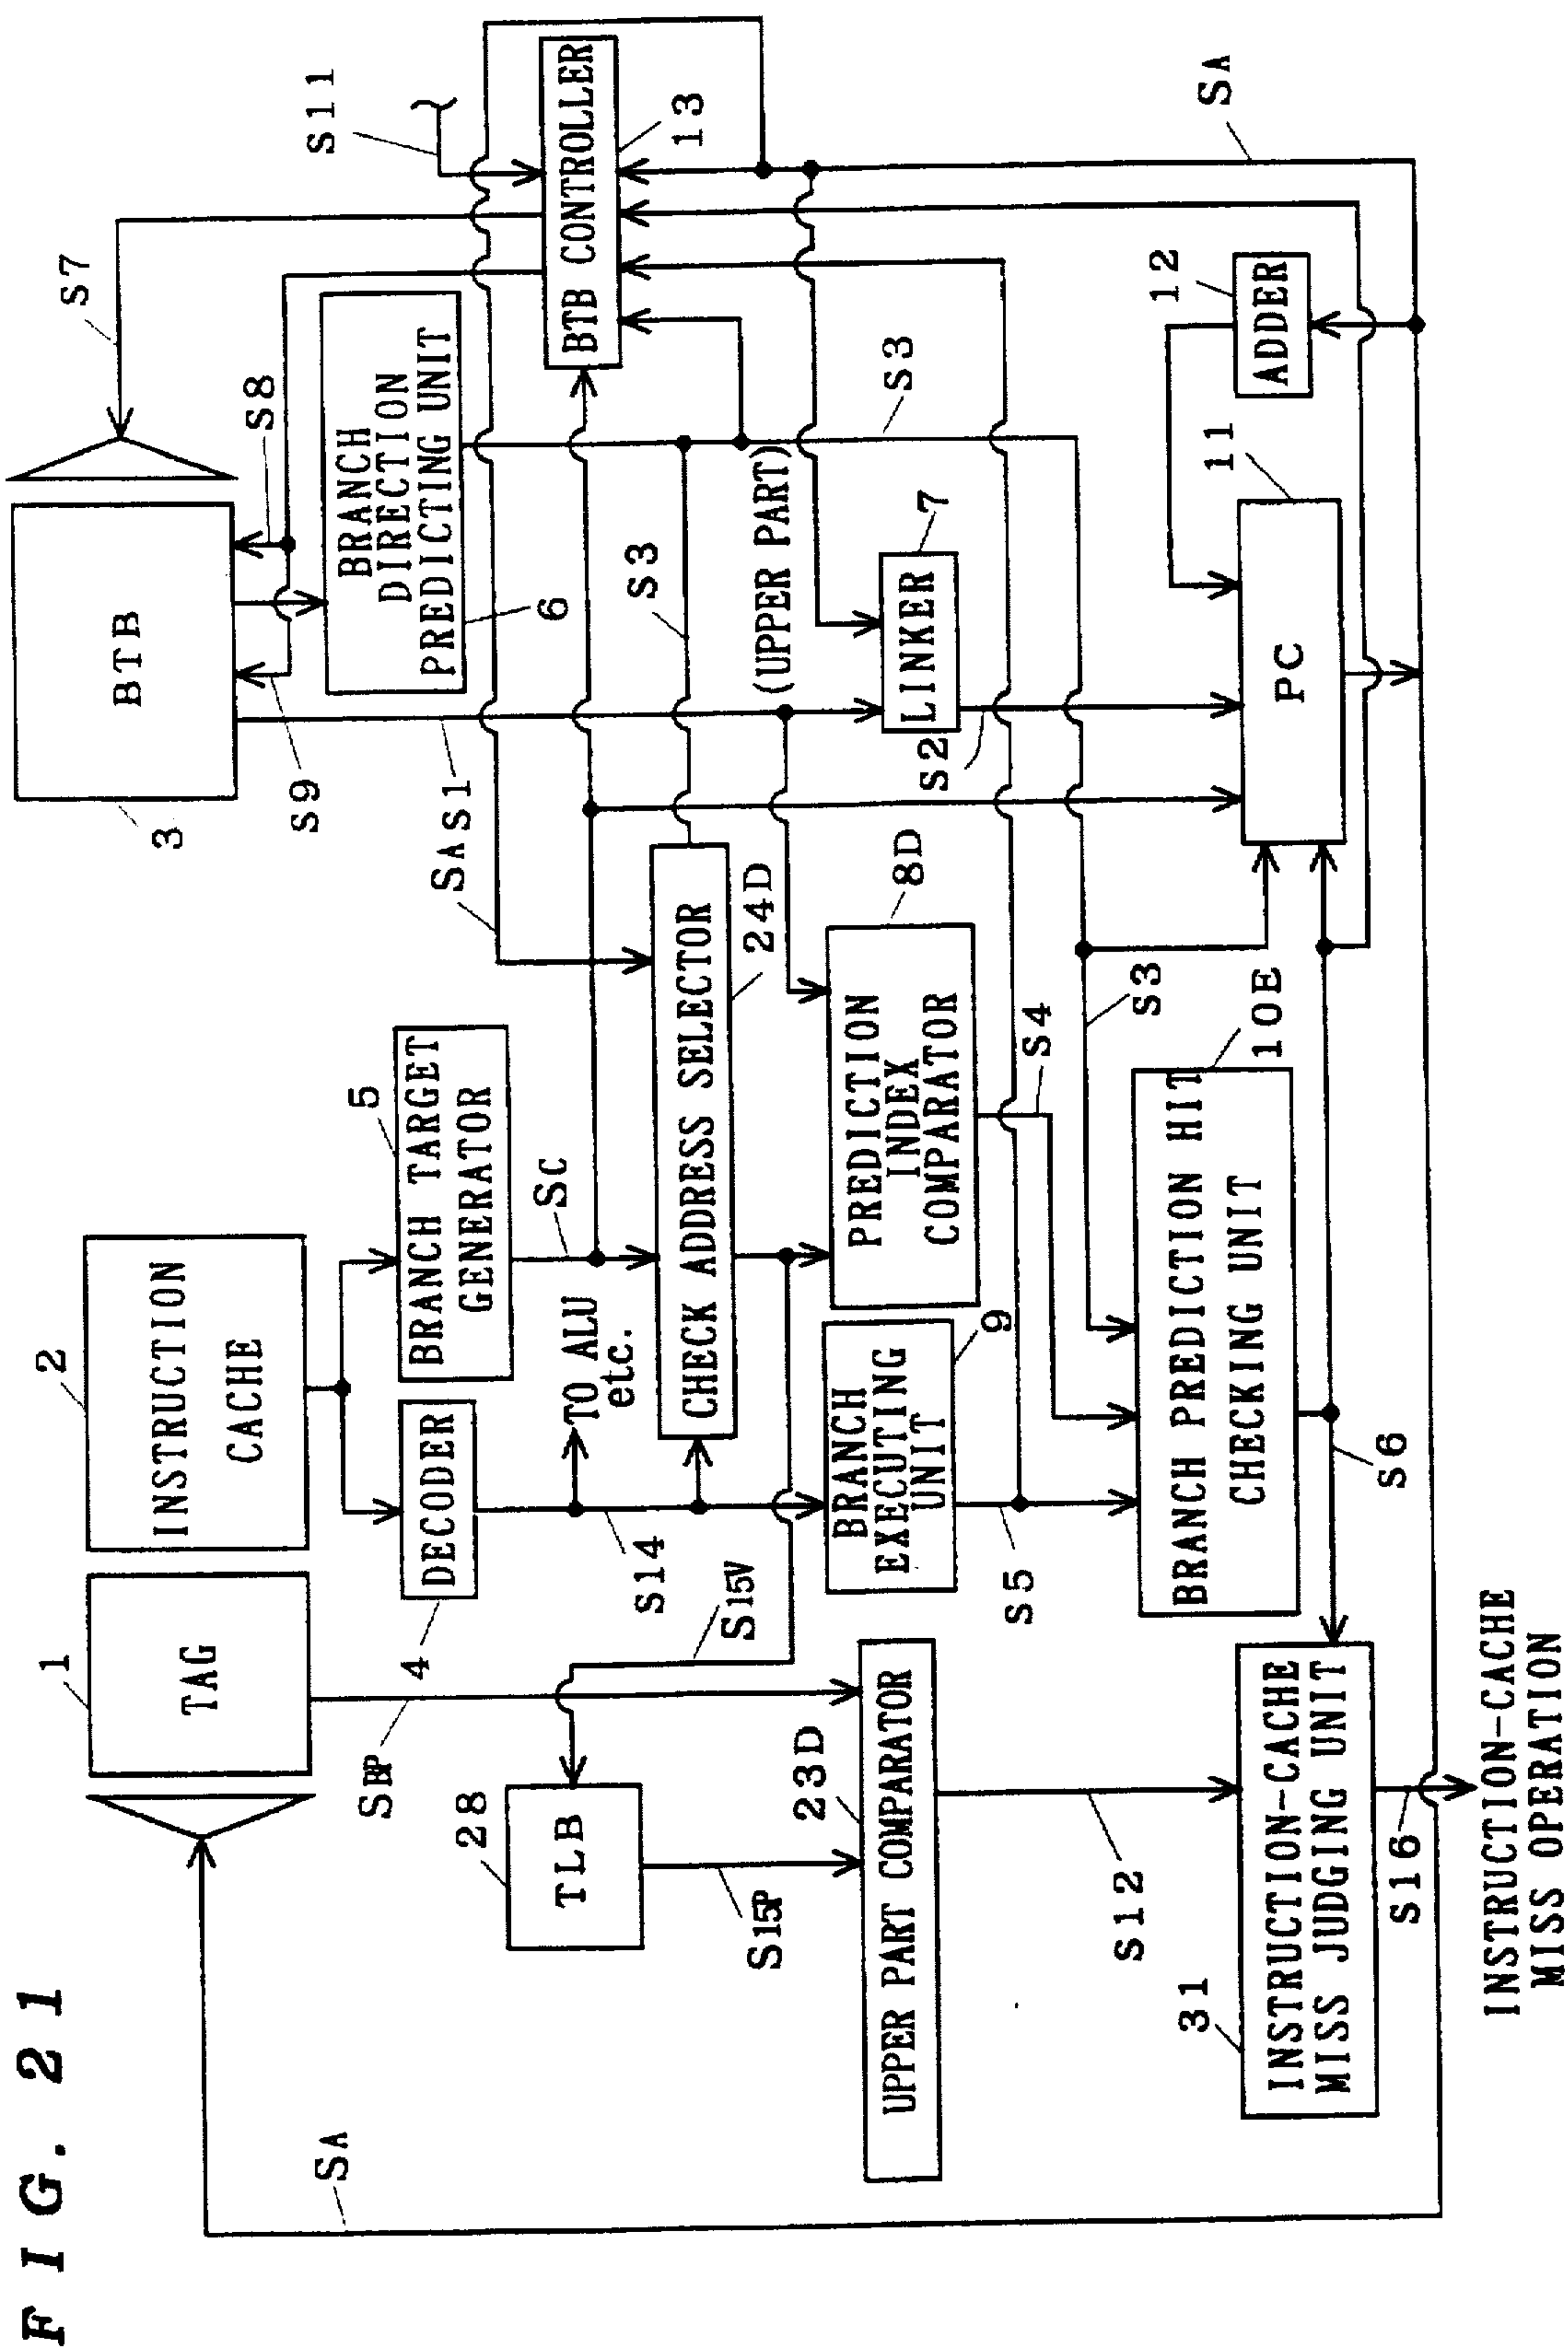 FIG. 21
SA
1
TAG
2
INSTRUCTION
CACHE
3
BTB
S7
S8
S9
S11
BRANCH
DIRECTION
PREDICTING UNIT
6
BTB CONTROLLER
13
DECODER
4
5
BRANCH TARGET
GENERATOR
SBP
28
TLB
S15P
S15V
S14
TO ALU
etc.
SC
SA
S1
S3
(UPPER PART)
CHECK ADDRESS SELECTOR
24D
LINKER
7
S2
S3
23D
UPPER PART COMPARATOR
BRANCH
EXECUTING
UNIT
9
PREDICTION
INDEX
COMPARATOR
8D
S12
S5
S4
S3
BRANCH PREDICTION HIT
CHECKING UNIT
10E
PC
11
ADDER
12
SA
31
INSTRUCTION-CACHE
MISS JUDGING UNIT
S6
S16
INSTRUCTION-CACHE
MISS OPERATION